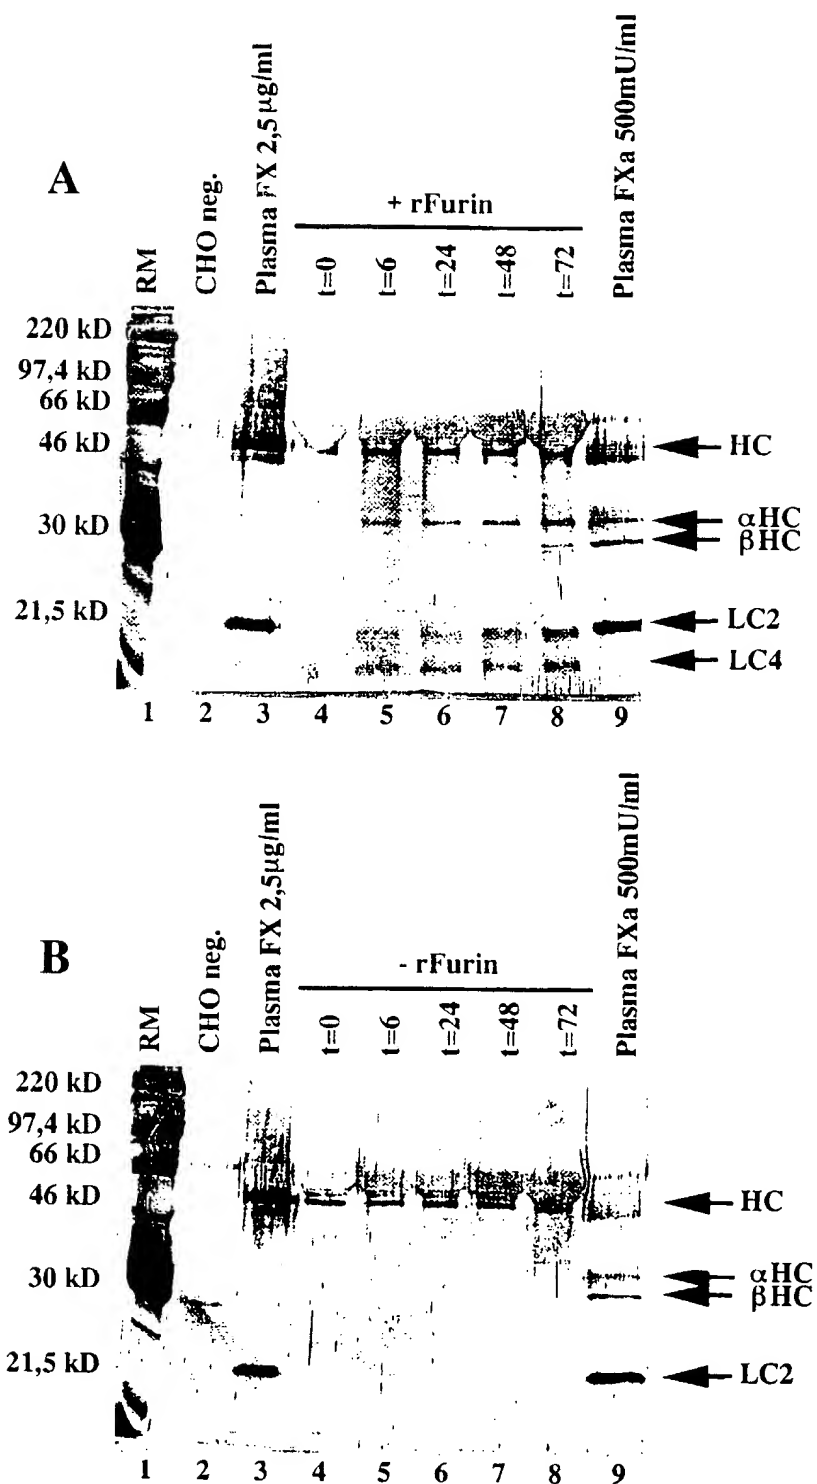 A
RM
CHO neg.
Plasma FX 2,5µg/ml
+ rFurin
t=0
t=6
t=24
t=48
t=72
Plasma FXa 500mU/ml
220 kD
97,4 kD
66 kD
46 kD
30 kD
21,5 kD
HC
αHC
βHC
LC2
LC4
1 2 3 4 5 6 7 8 9
B
RM
CHO neg.
Plasma FX 2,5µg/ml
- rFurin
t=0
t=6
t=24
t=48
t=72
Plasma FXa 500mU/ml
220 kD
97,4 kD
66 kD
46 kD
30 kD
21,5 kD
HC
αHC
βHC
LC2
1 2 3 4 5 6 7 8 9